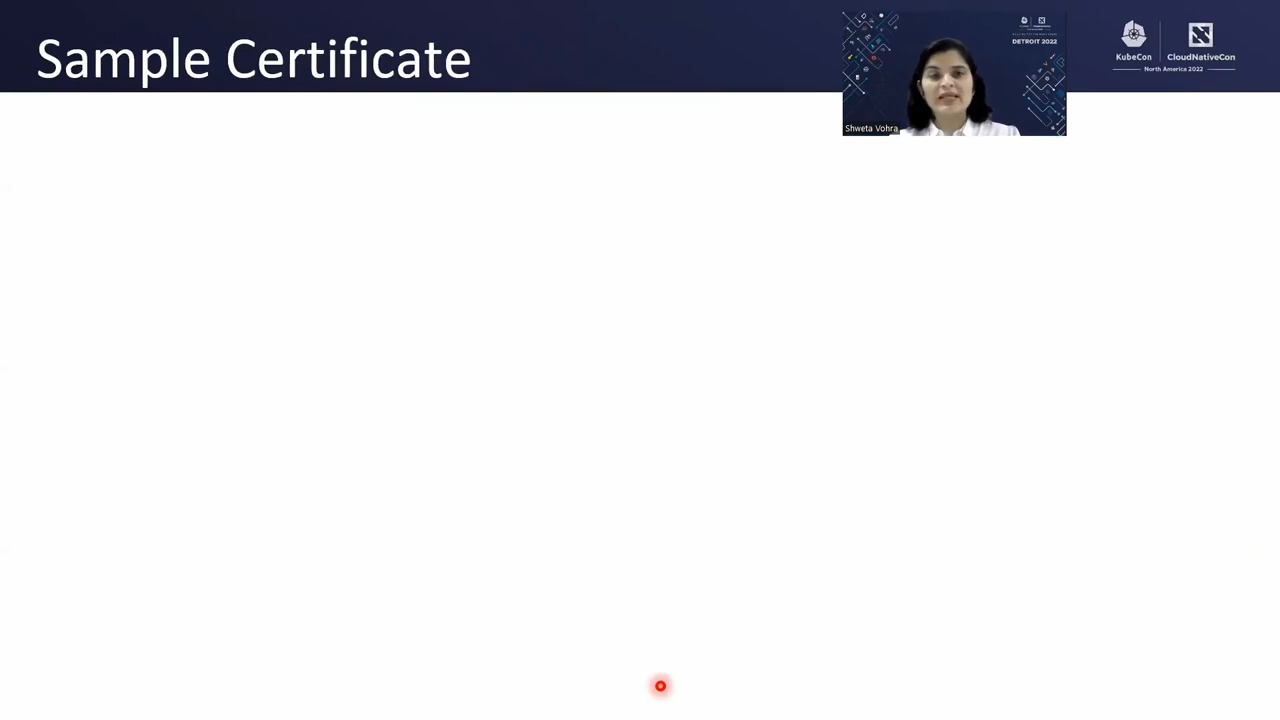 Sample Certificate
DETROIT 2022
Shweta Vohra
KubeCon
CloudNativeCon
North America 2022